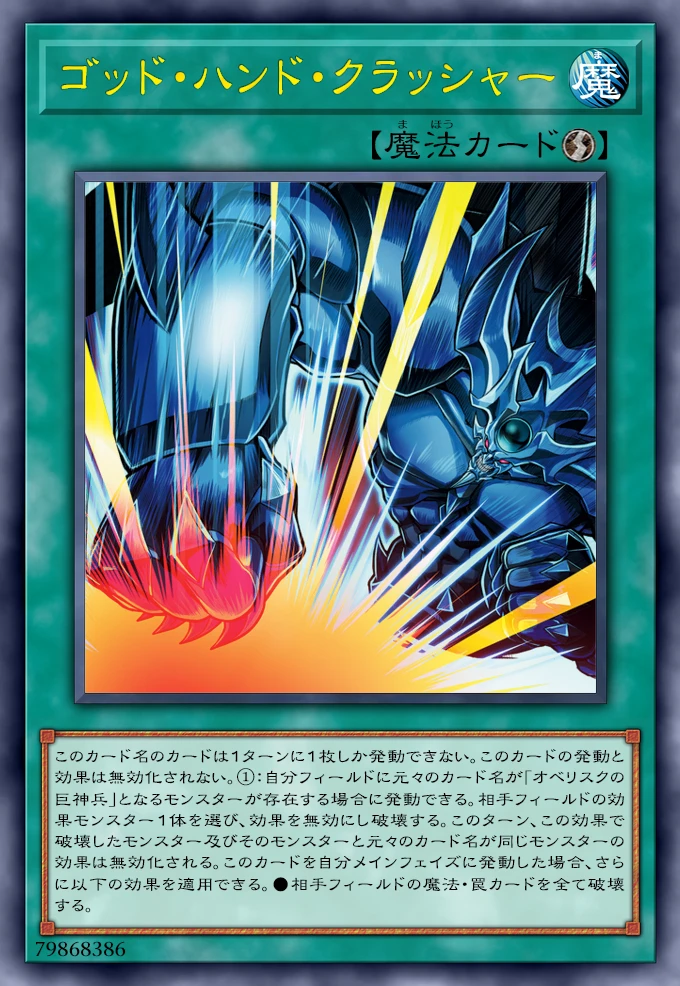 ゴッド・ハンド・クラッシャー 魔
ま
【魔法カード】
ま ほう
このカード名のカードは1ターンに1枚しか発動できない。このカードの発動と
効果は無効化されない。①：自分フィールドに元々のカード名が「オベリスクの
巨神兵」となるモンスターが存在する場合に発動できる。相手フィールドの効
果モンスター1体を選び、効果を無効にし破壊する。このターン、この効果で
破壊したモンスター及びそのモンスターと元々のカード名が同じモンスターの
効果は無効化される。このカードを自分メインフェイズに発動した場合、さら
に以下の効果を適用できる。●相手フィールドの魔法・罠カードを全て破壊
する。
79868386